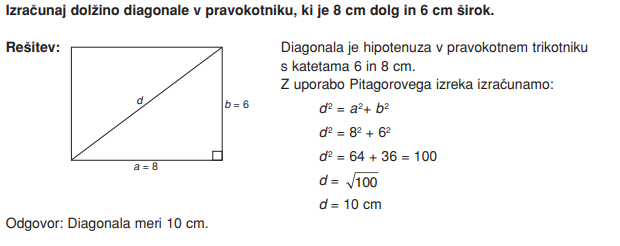 Izračunaj dolžino diagonale v pravokotniku, ki je 8 cm dolg in 6 cm širok.
Rešitev:
d
b = 6
a = 8
Diagonala je hipotenuza v pravokotnem trikotniku
s katetama 6 in 8 cm.
Z uporabo Pitagorovega izreka izračunamo:
d² = a²+ b²
d² = 8² + 6²
d² = 64 + 36 = 100
d = √100
d = 10 cm
Odgovor: Diagonala meri 10 cm.